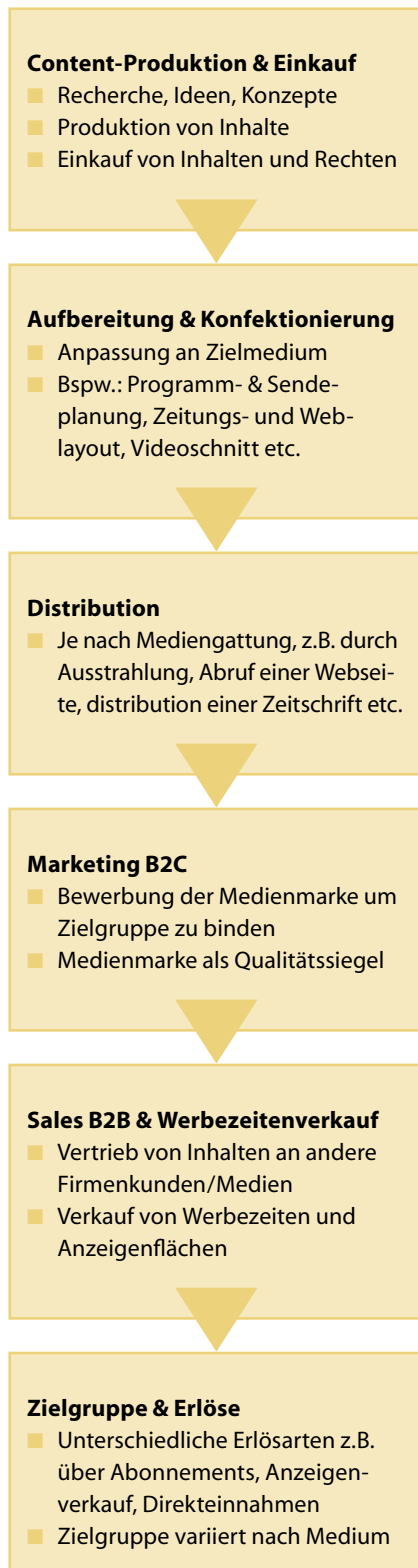 Content-Produktion & Einkauf
Recherche, Ideen, Konzepte
Produktion von Inhalte
Einkauf von Inhalten und Rechten
Aufbereitung & Konfektionierung
Anpassung an Zielmedium
Bspw.: Programm- & Sende-
planung, Zeitungs- und Web-
layout, Videoschnitt etc.
Distribution
Je nach Mediengattung, z.B. durch
Ausstrahlung, Abruf einer Websei-
te, distribution einer Zeitschrift etc.
Marketing B2C
Bewerbung der Medienmarke um
Zielgruppe zu binden
Medienmarke als Qualitätssiegel
Sales B2B & Werbezeitenverkauf
Vertrieb von Inhalten an andere
Firmenkunden/Medien
Verkauf von Werbezeiten und
Anzeigenflächen
Zielgruppe & Erlöse
Unterschiedliche Erlösarten z.B.
über Abonnements, Anzeigen-
verkauf, Direkteinnahmen
Zielgruppe variiert nach Medium